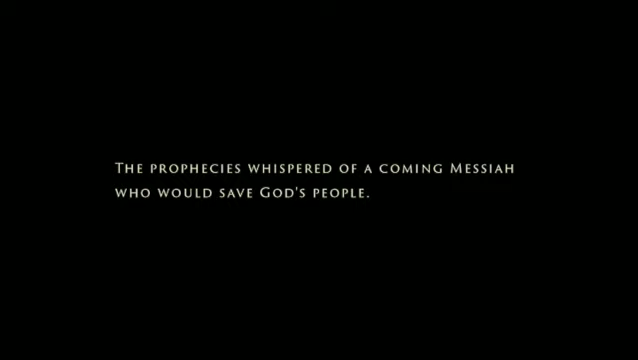 The prophecies whispered of a coming Messiah
who would save God's people.